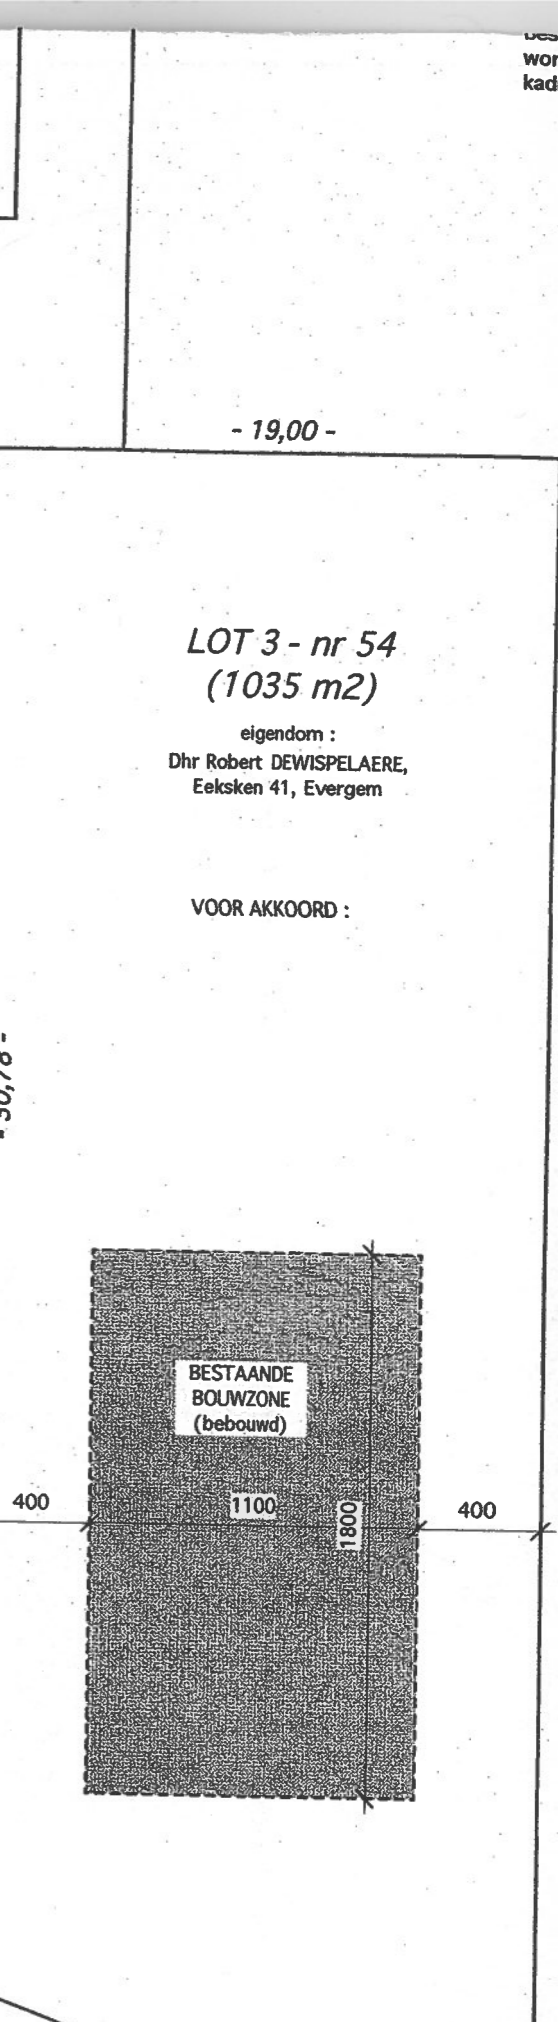 wor
kad
- 19,00 -
LOT 3 - nr 54
(1035 m2)
eigendom :
Dhr Robert DEWISPELAERE,
Eeksken 41, Evergem
VOOR AKKOORD :
BESTAANDE
BOUWZONE
(bebouwd)
400
1100
1800
400